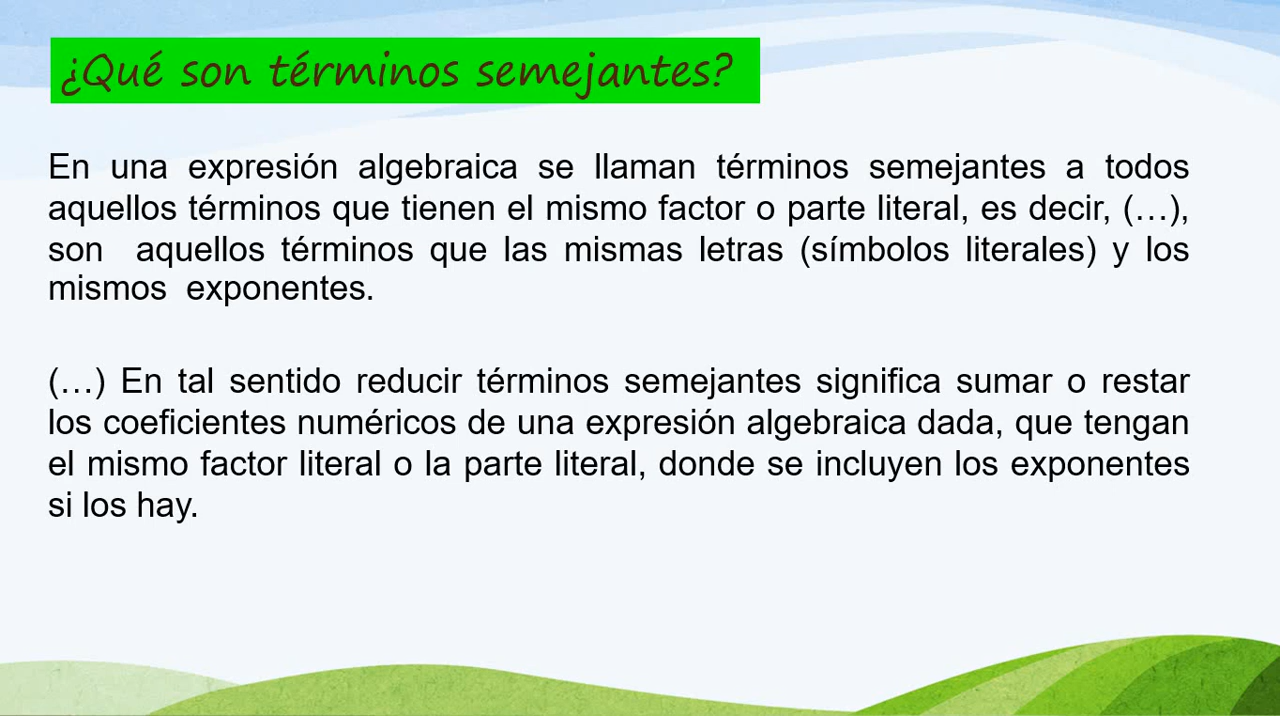 ¿Qué son términos semejantes?
En una expresión algebraica se llaman términos semejantes a todos
aquellos términos que tienen el mismo factor o parte literal, es decir, (…),
son aquellos términos que las mismas letras (símbolos literales) y los
mismos exponentes.
(…) En tal sentido reducir términos semejantes significa sumar o restar
los coeficientes numéricos de una expresión algebraica dada, que tengan
el mismo factor literal o la parte literal, donde se incluyen los exponentes
si los hay.